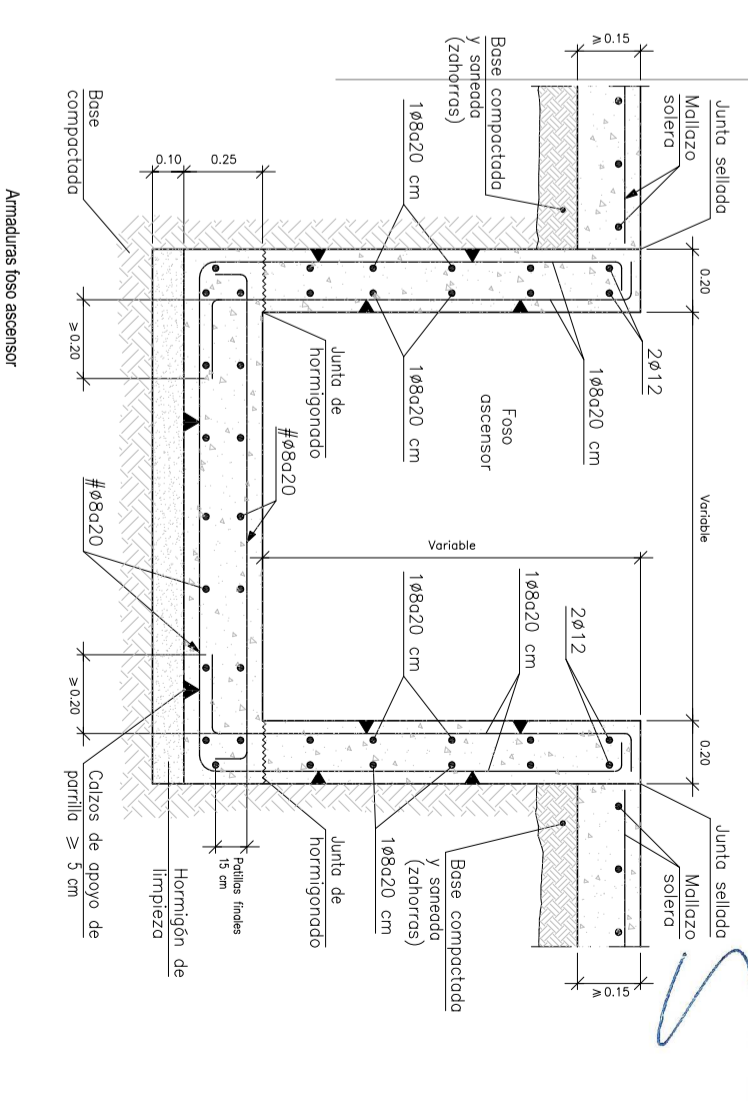 Junta sellada
Mallazo
solera
≥ 0.15
Base compactada
y saneada
(zahorras)
1ø8a20 cm
0.20
2ø12
1ø8a20 cm
1ø8a20 cm
Foso
ascensor
Junta de
hormigonado
#ø8a20
0.25
0.10
Base
compactada
≥ 0.20
#ø8a20
Variable
Variable
Junta sellada
Mallazo
solera
≥ 0.15
0.20
2ø12
1ø8a20 cm
1ø8a20 cm
Base compactada
y saneada
(zahorras)
1ø8a20 cm
Junta de
hormigonado
Patillas finales
15 cm
Hormigón de
limpieza
Calzos de apoyo de
parrilla ≥ 5 cm
≥ 0.20
Armaduras foso ascensor